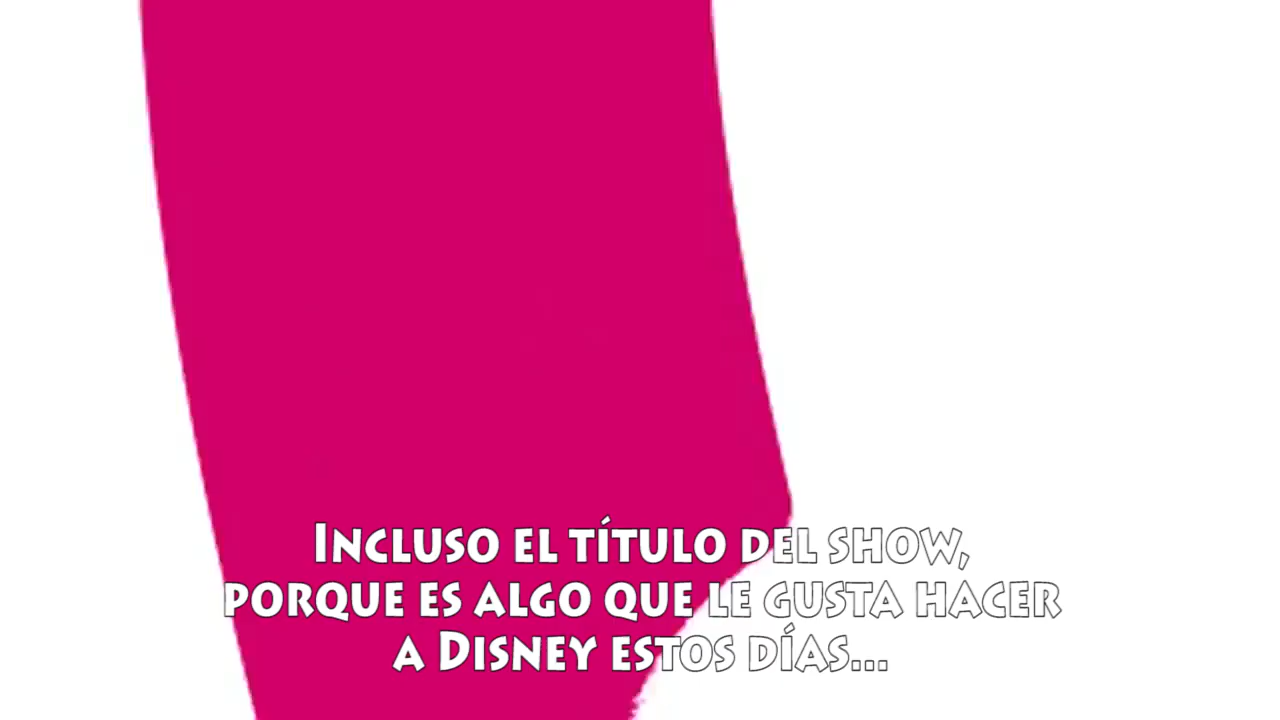 Incluso el título del show,
porque es algo que le gusta hacer
a Disney estos días...